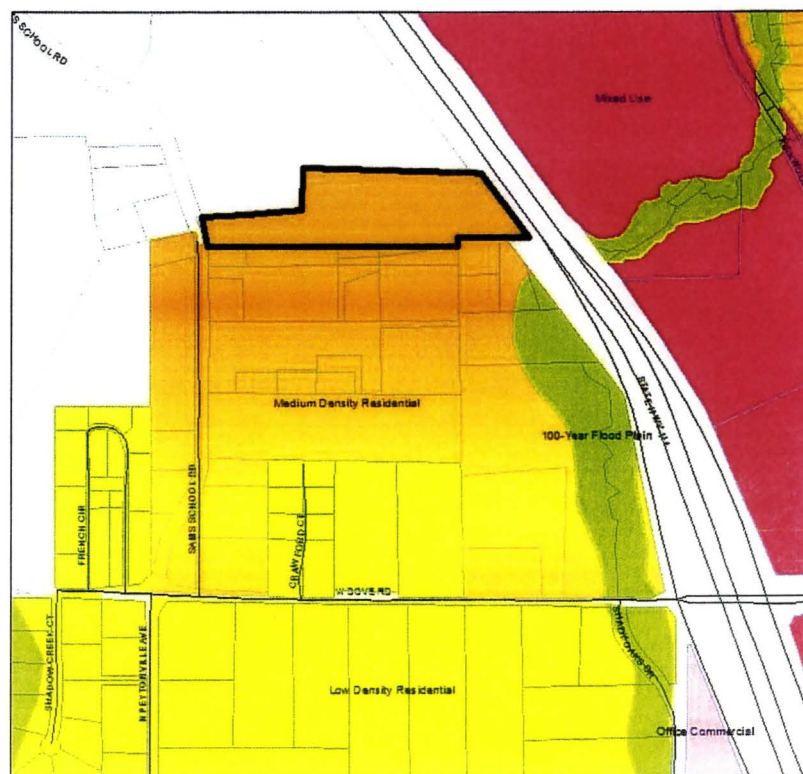 S SCHOOL RD
Mixed Use
STATE HWY 114
Medium Density Residential
100-Year Flood Plain
SAMS SCHOOL RD
FRENCH CIR
CRAWFORD CT
W DOVE RD
SHADOW CREEK CT
N PEYTONVILLE AVE
SHADY OAKS DR
Low Density Residential
Office Commercial